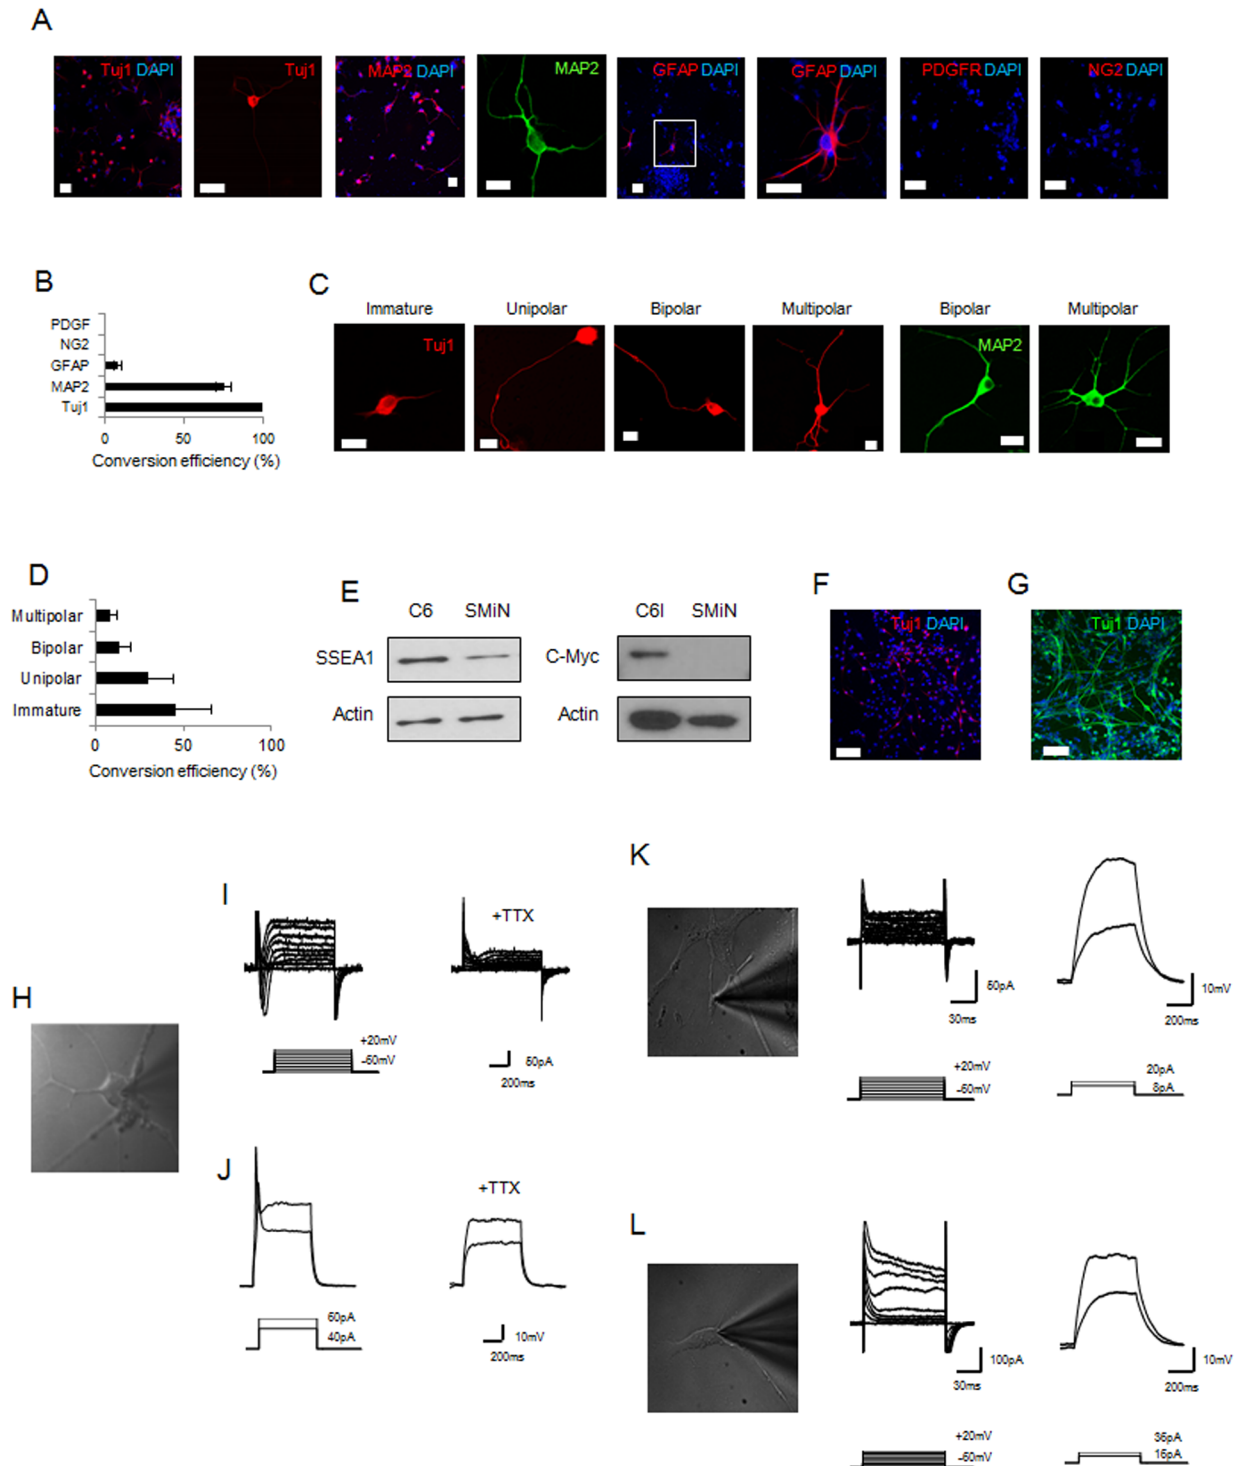 A
Tuj1 DAPI
Tuj1
MAP2 DAPI
MAP2
GFAP DAPI
GFAP DAPI
PDGFR DAPI
NG2 DAPI
B
PDGF
NG2
GFAP
MAP2
Tuj1
0 50 100
Conversion efficiency (%)
C
Immature Unipolar Bipolar Multipolar Bipolar Multipolar
Tuj1
MAP2
D
Multipolar
Bipolar
Unipolar
Immature
0 50 100
Conversion efficiency (%)
E
C6 SMiN
SSEA1
Actin
C6I SMiN
C-Myc
Actin
F
Tuj1 DAPI
G
Tuj1 DAPI
H
I
+TTX
+20mV
-60mV
50pA
200ms
J
+TTX
60pA
40pA
10mV
200ms
K
50pA
30ms
10mV
200ms
+20mV
-60mV
20pA
8pA
L
100pA
30ms
10mV
200ms
+20mV
-60mV
36pA
16pA